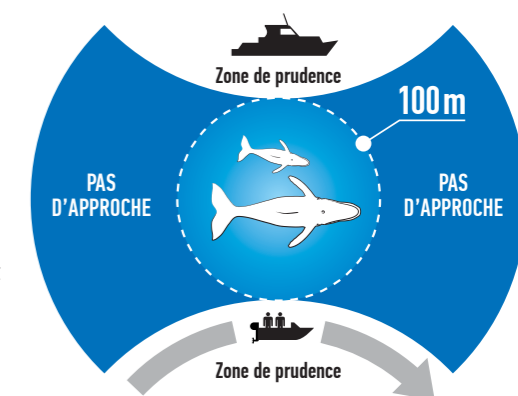 Zone de prudence
100 m
PAS
D'APPROCHE
PAS
D'APPROCHE
Zone de prudence